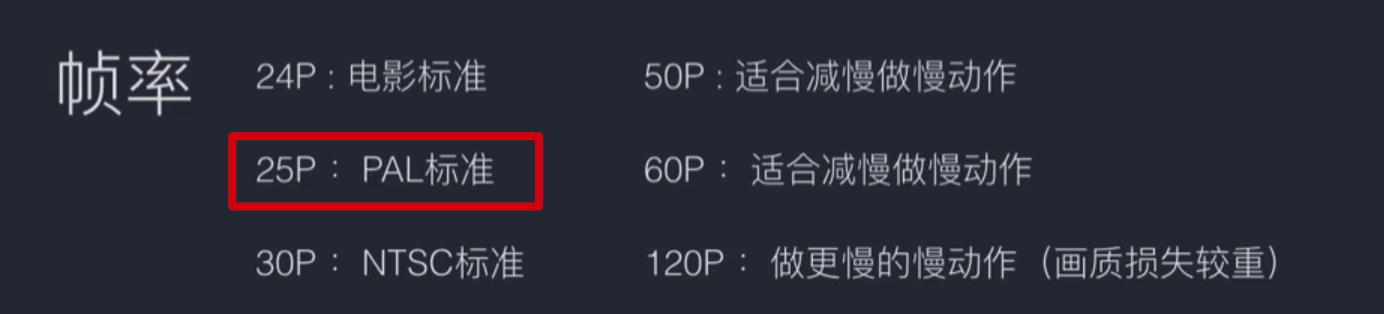 帧率
24P : 电影标准
50P : 适合减慢做慢动作
25P： PAL标准
60P： 适合减慢做慢动作
30P： NTSC标准
120P： 做更慢的慢动作（画质损失较重）